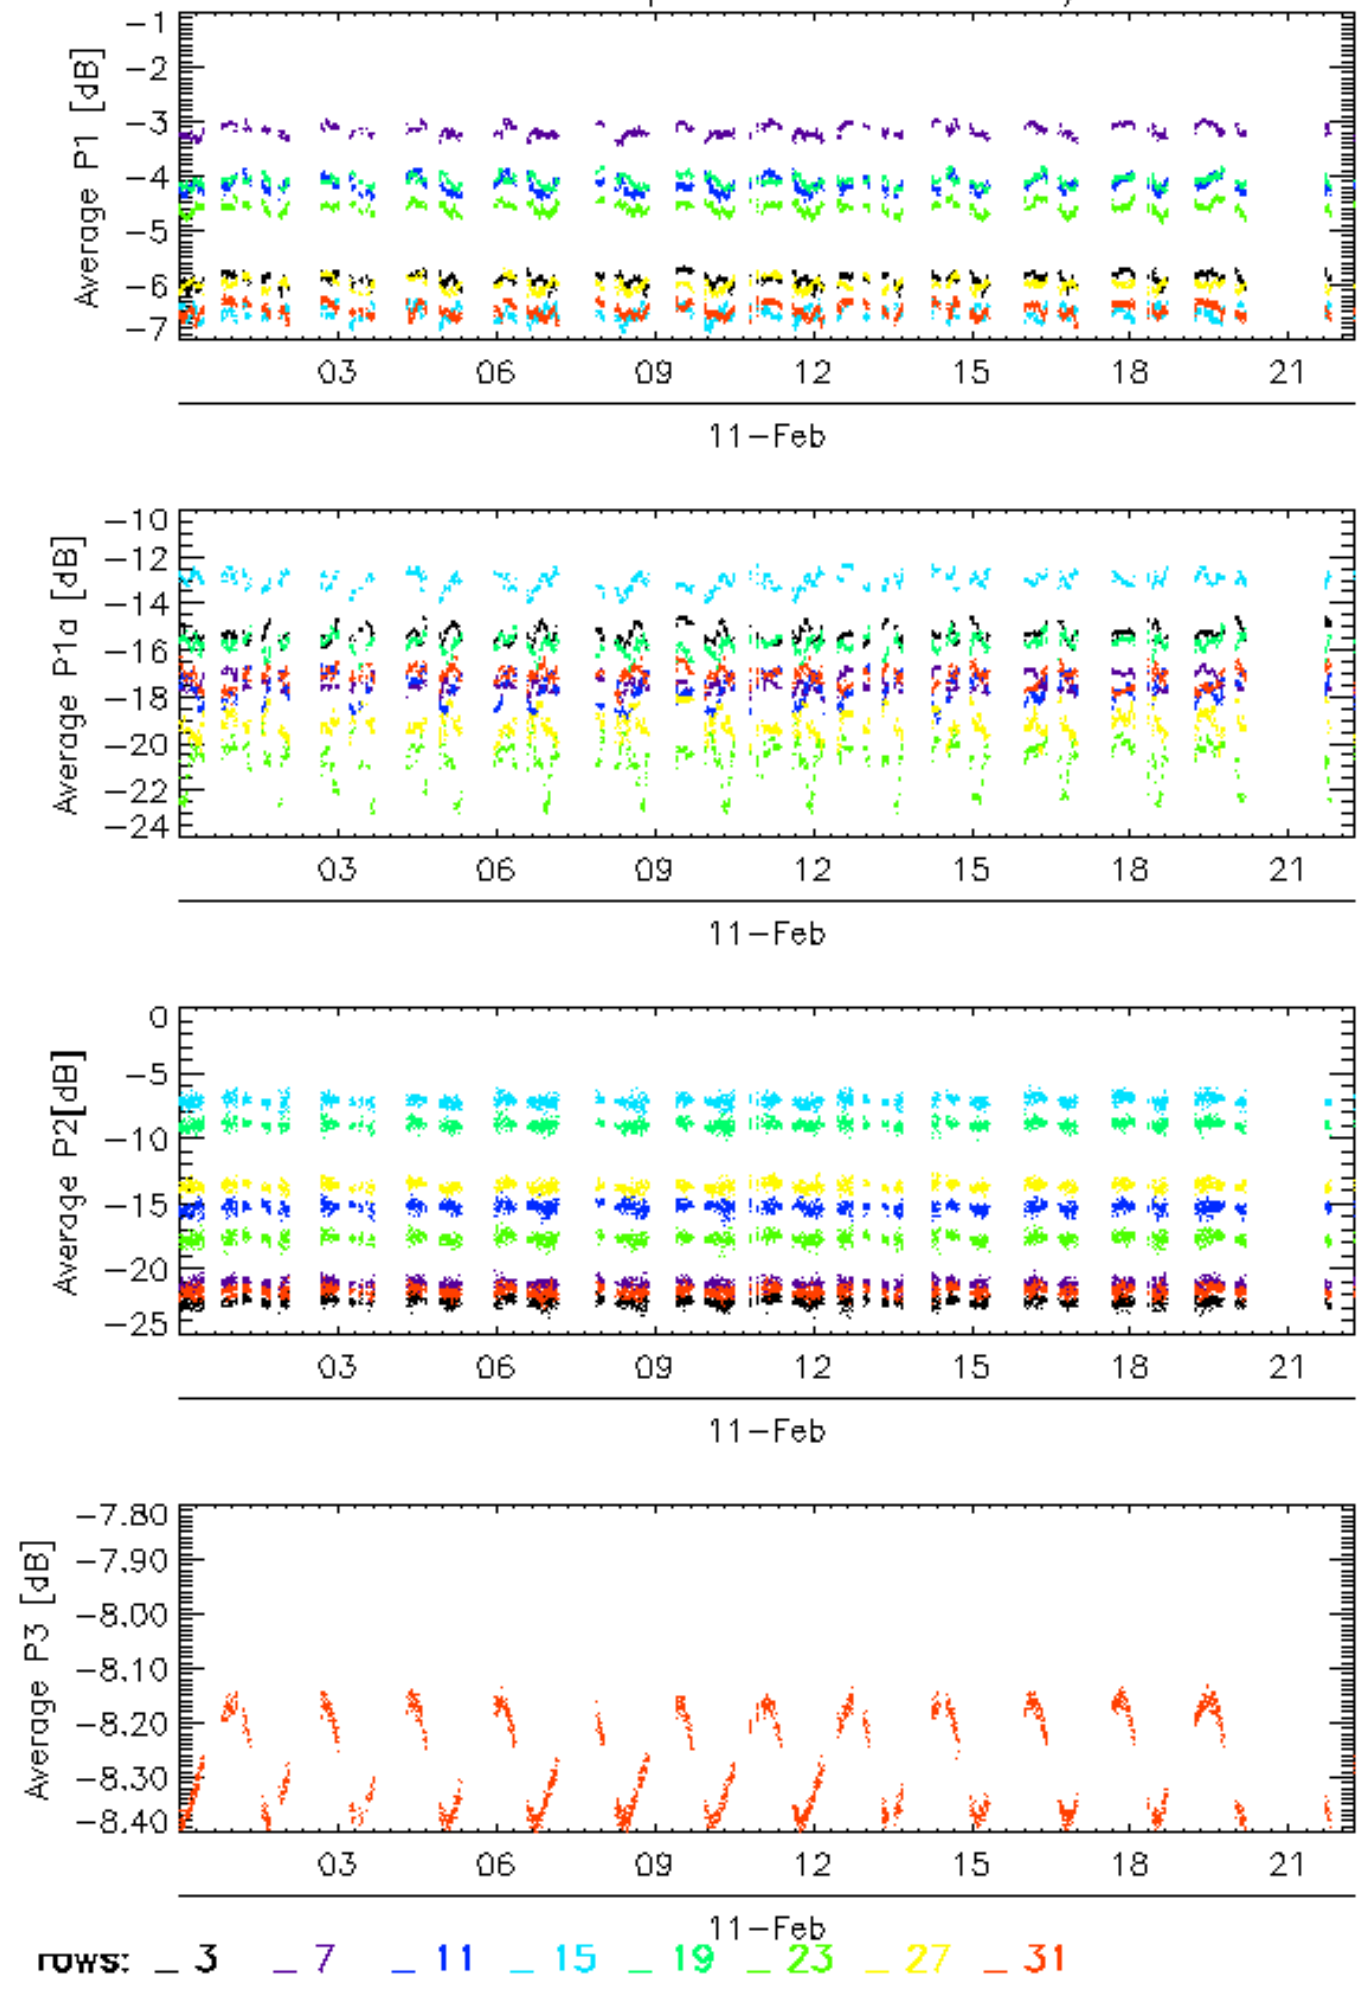 Average P1 [dB]
-1
-2
-3
-4
-5
-6
-7
03 06 09 12 15 18 21
11-Feb
Average P1a [dB]
-10
-12
-14
-16
-18
-20
-22
-24
03 06 09 12 15 18 21
11-Feb
Average P2[dB]
0
-5
-10
-15
-20
-25
03 06 09 12 15 18 21
11-Feb
Average P3 [dB]
-7.80
-7.90
-8.00
-8.10
-8.20
-8.30
-8.40
03 06 09 12 15 18 21
11-Feb
rows: _ 3 _ 7 _ 11 _ 15 _ 19 _ 23 _ 27 _ 31